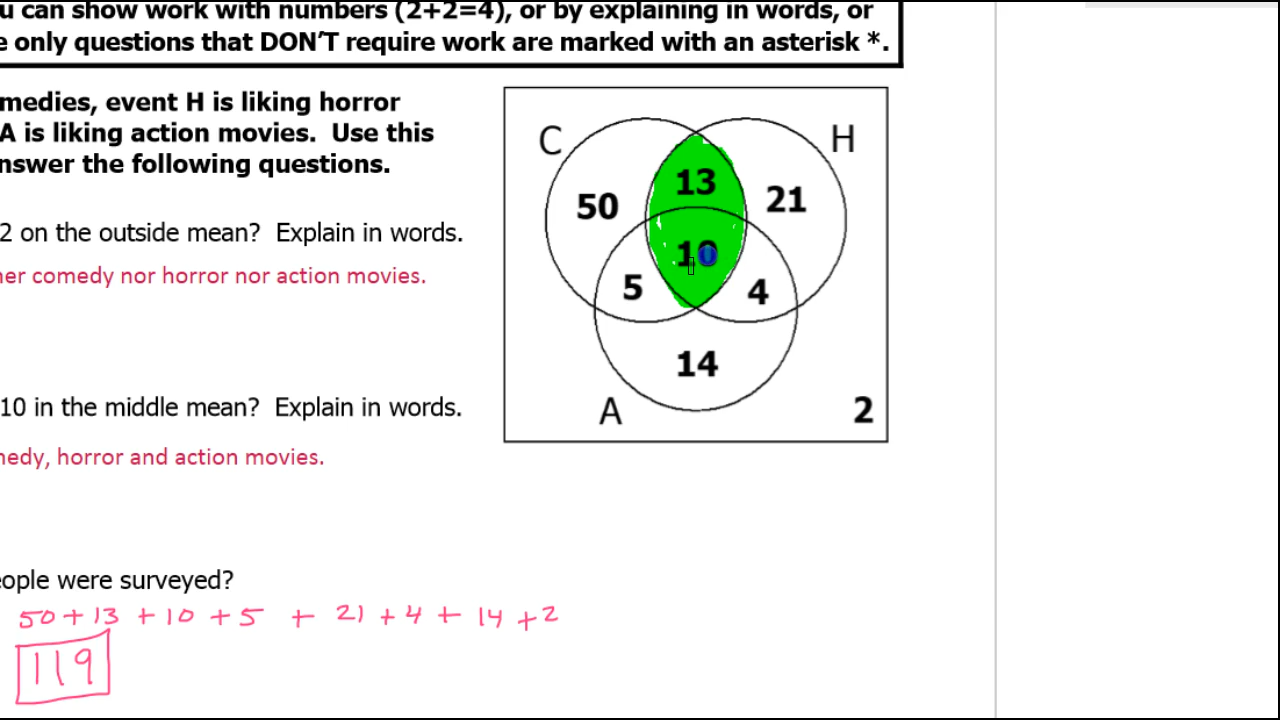 u can show work with numbers (2+2=4), or by explaining in words, or
e only questions that DON'T require work are marked with an asterisk *.
medies, event H is liking horror
A is liking action movies. Use this
nswer the following questions.
2 on the outside mean? Explain in words.
her comedy nor horror nor action movies.
10 in the middle mean? Explain in words.
medy, horror and action movies.
eople were surveyed?
50 + 13 + 10 + 5 + 21 + 4 + 14 + 2
119
C
H
13
50
21
10
5
4
14
A
2